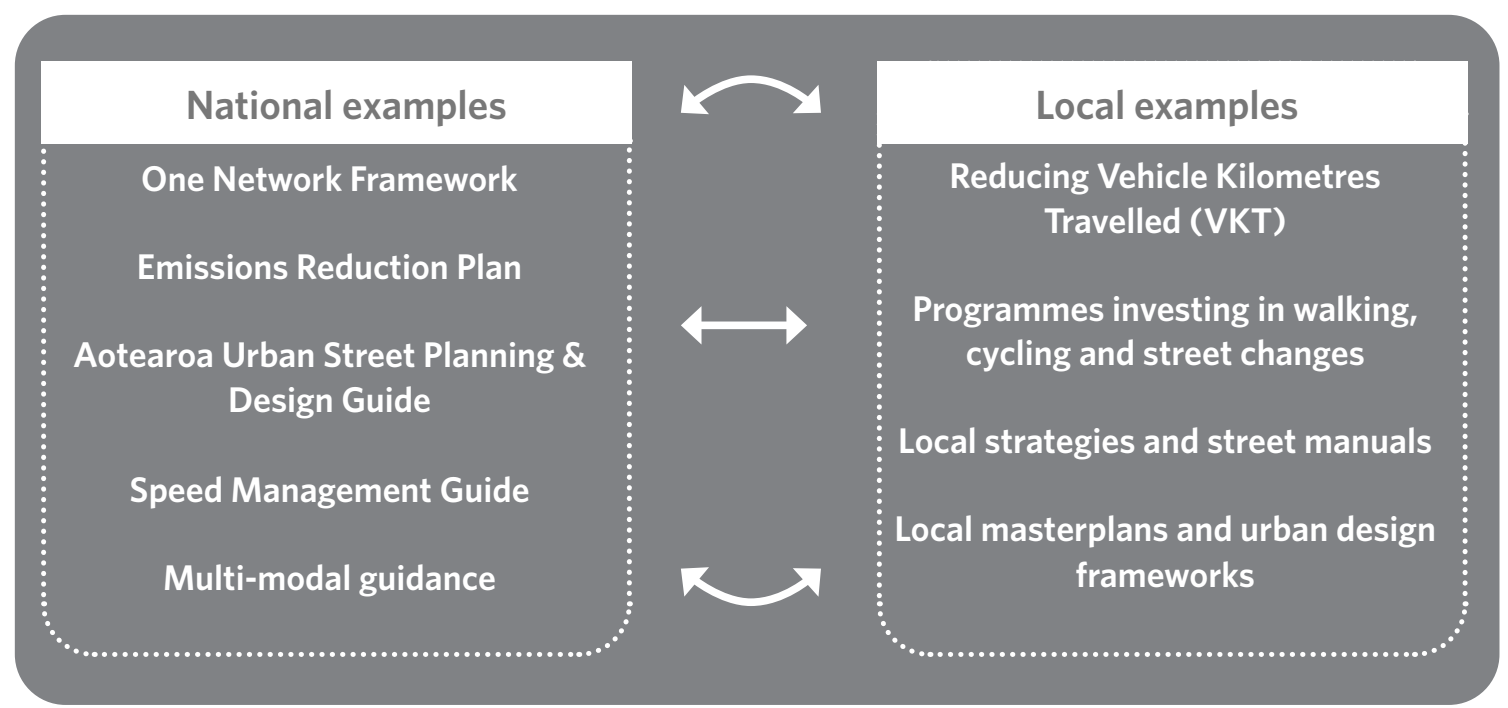 National examples
One Network Framework
Emissions Reduction Plan
Aotearoa Urban Street Planning &
Design Guide
Speed Management Guide
Multi-modal guidance
Local examples
Reducing Vehicle Kilometres
Travelled (VKT)
Programmes investing in walking,
cycling and street changes
Local strategies and street manuals
Local masterplans and urban design
frameworks